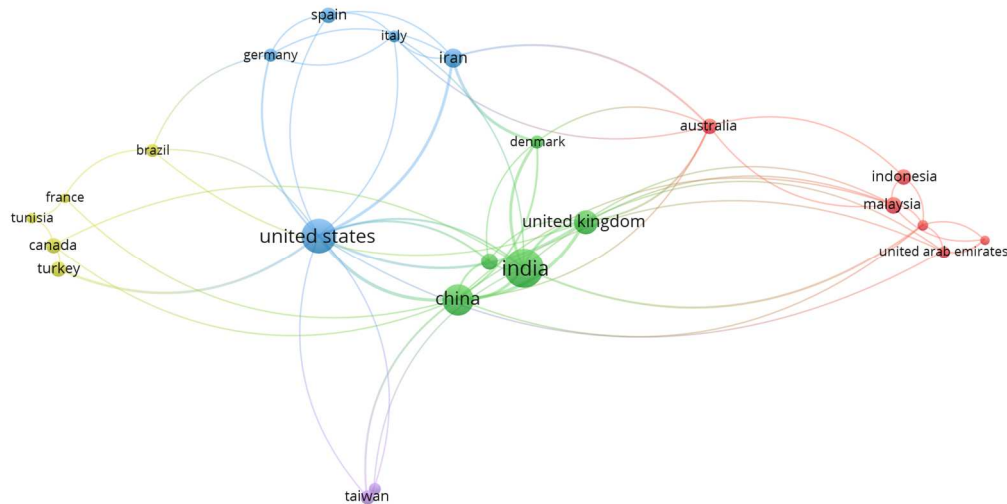 spain
italy
germany
iran
australia
denmark
brazil
indonesia
france
malaysia
tunisia
united kingdom
united states
canada
united arab emirates
turkey
india
china
taiwan